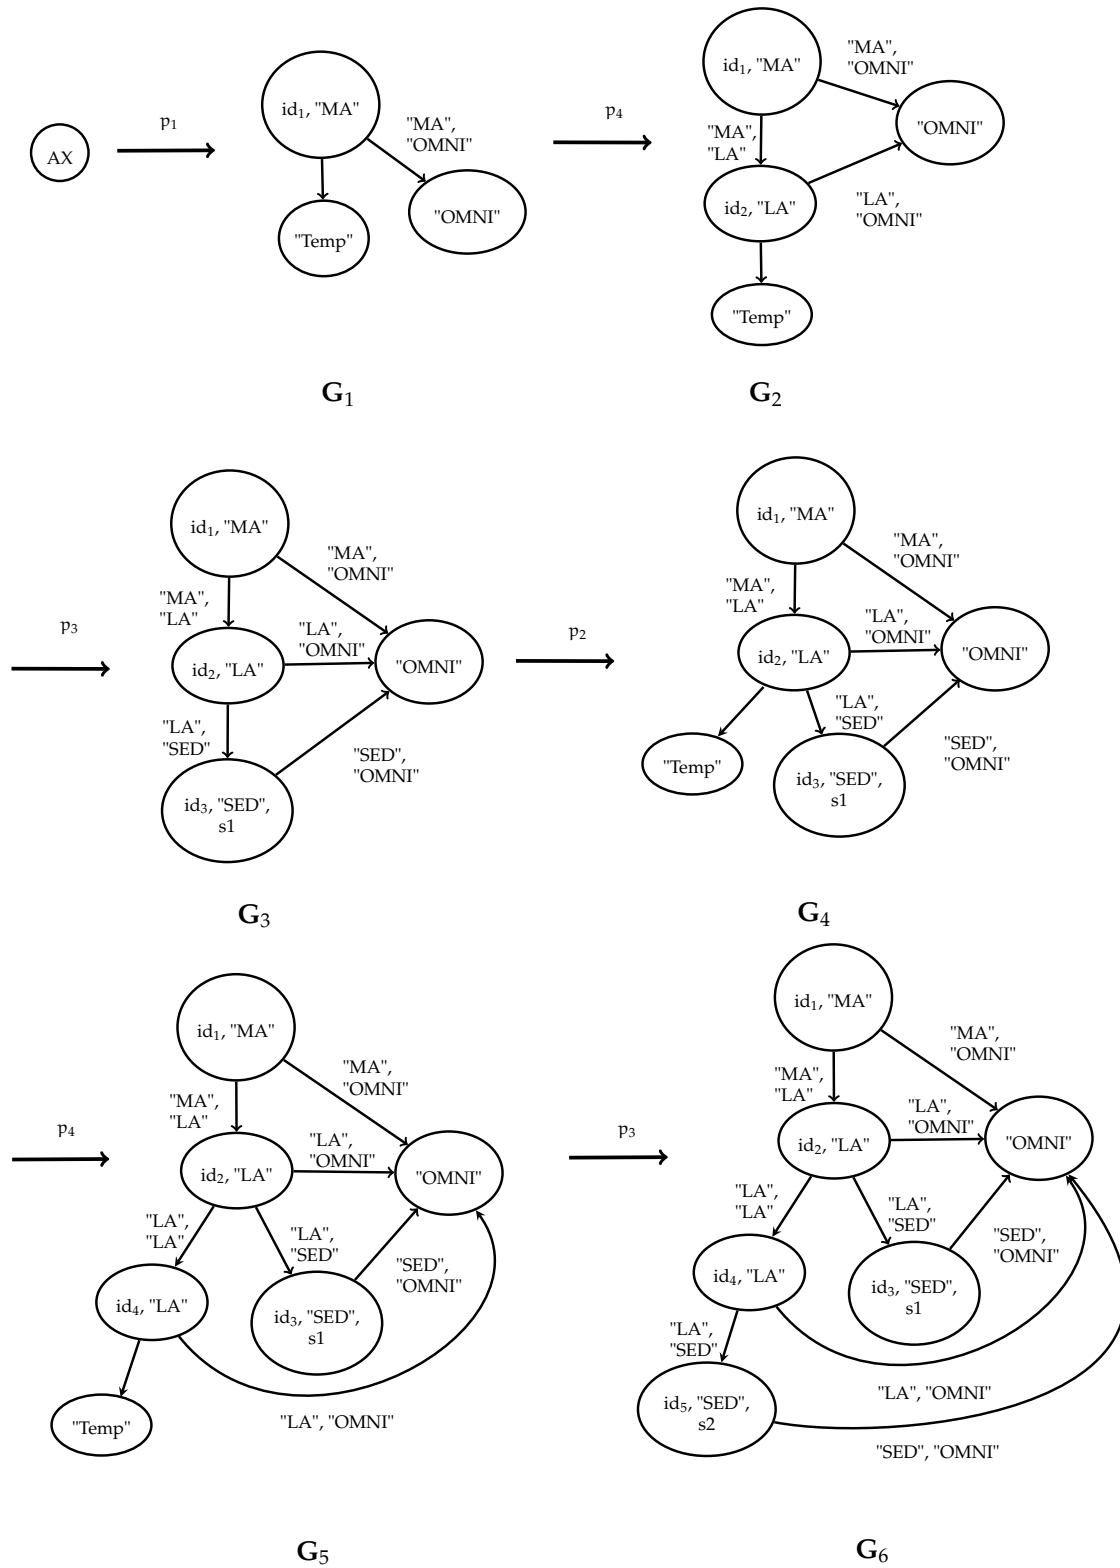 AX
p₁
id₁, "MA"
"MA",
"OMNI"
"Temp"
"OMNI"
G₁
p₄
id₁, "MA"
"MA",
"OMNI"
"OMNI"
"MA",
"LA"
id₂, "LA"
"LA",
"OMNI"
"Temp"
G₂
p₃
id₁, "MA"
"MA",
"OMNI"
"MA",
"LA"
"LA",
"OMNI"
id₂, "LA"
"OMNI"
"LA",
"SED"
"SED",
"OMNI"
id₃, "SED",
s1
G₃
p₂
id₁, "MA"
"MA",
"OMNI"
"MA",
"LA"
"LA",
"OMNI"
id₂, "LA"
"OMNI"
"LA",
"SED"
"Temp"
"SED",
"OMNI"
id₃, "SED",
s1
G₄
p₄
id₁, "MA"
"MA",
"OMNI"
"MA",
"LA"
"LA",
"OMNI"
id₂, "LA"
"OMNI"
"LA",
"LA"
"LA",
"SED"
"SED",
"OMNI"
id₄, "LA"
id₃, "SED",
s1
"Temp"
"LA", "OMNI"
G₅
p₃
id₁, "MA"
"MA",
"OMNI"
"MA",
"LA"
"LA",
"OMNI"
id₂, "LA"
"OMNI"
"LA",
"LA"
"LA",
"SED"
"SED",
"OMNI"
id₄, "LA"
id₃, "SED",
s1
"LA",
"SED"
"LA", "OMNI"
id₅, "SED",
s2
"SED", "OMNI"
G₆